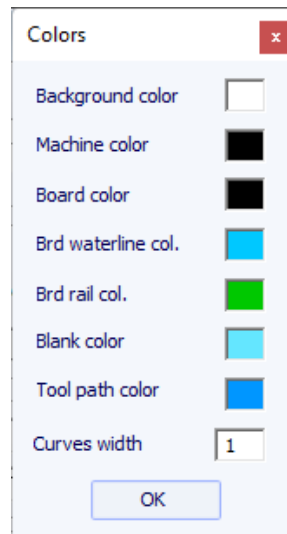 Colors
x
Background color
Machine color
Board color
Brd waterline col.
Brd rail col.
Blank color
Tool path color
Curves width 1
OK